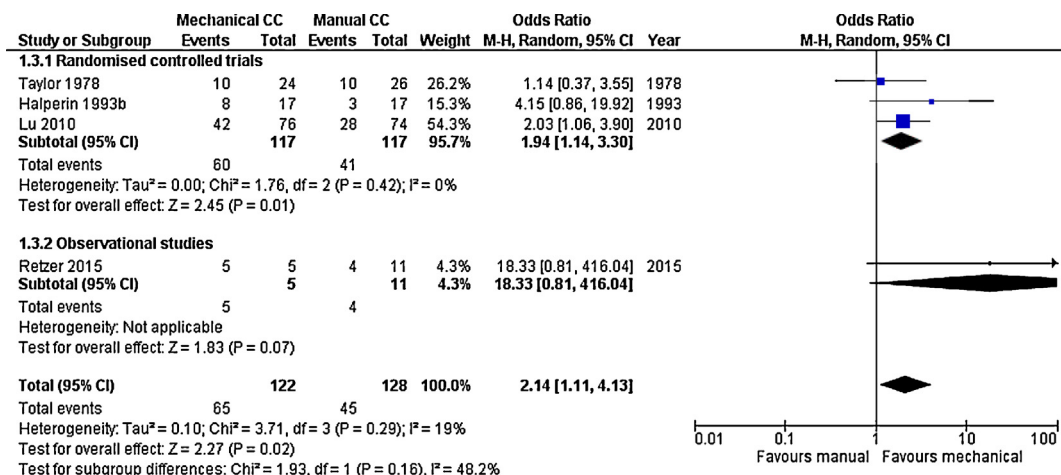 Mechanical CC Manual CC Odds Ratio Odds Ratio
Study or Subgroup Events Total Events Total Weight M-H, Random, 95% CI Year M-H, Random, 95% CI
1.3.1 Randomised controlled trials
Taylor 1978 10 24 10 26 26.2% 1.14 [0.37, 3.55] 1978
Halperin 1993b 8 17 3 17 15.3% 4.15 [0.86, 19.92] 1993
Lu 2010 42 76 28 74 54.3% 2.03 [1.06, 3.90] 2010
Subtotal (95% CI) 117 117 95.7% 1.94 [1.14, 3.30]
Total events 60 41
Heterogeneity: Tau² = 0.00; Chi² = 1.76, df = 2 (P = 0.42); I² = 0%
Test for overall effect: Z = 2.45 (P = 0.01)
1.3.2 Observational studies
Retzer 2015 5 5 4 11 4.3% 18.33 [0.81, 416.04] 2015
Subtotal (95% CI) 5 11 4.3% 18.33 [0.81, 416.04]
Total events 5 4
Heterogeneity: Not applicable
Test for overall effect: Z = 1.83 (P = 0.07)
Total (95% CI) 122 128 100.0% 2.14 [1.11, 4.13]
Total events 65 45
Heterogeneity: Tau² = 0.10; Chi² = 3.71, df = 3 (P = 0.29); I² = 19%
Test for overall effect: Z = 2.27 (P = 0.02)
Test for subgroup differences: Chi² = 1.93, df = 1 (P = 0.16), I² = 48.2%
0.01 0.1 1 10 100
Favours manual Favours mechanical